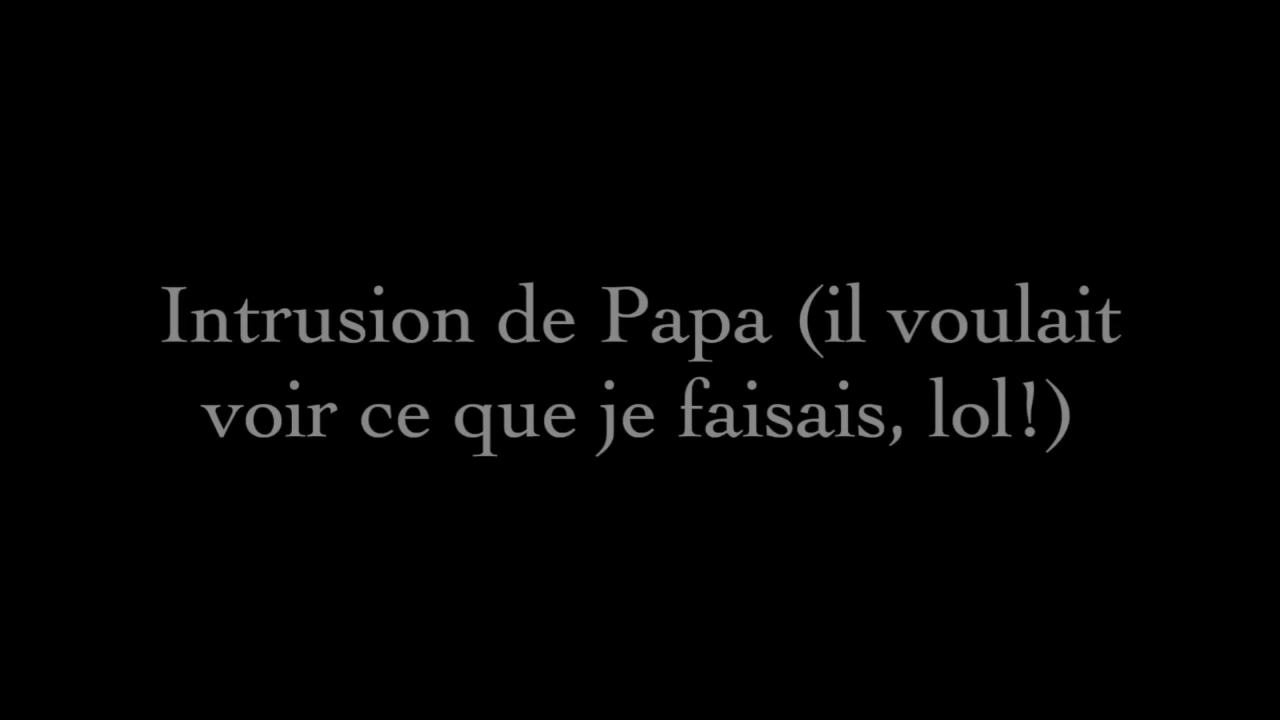 Intrusion de Papa (il voulait
voir ce que je faisais, lol!)